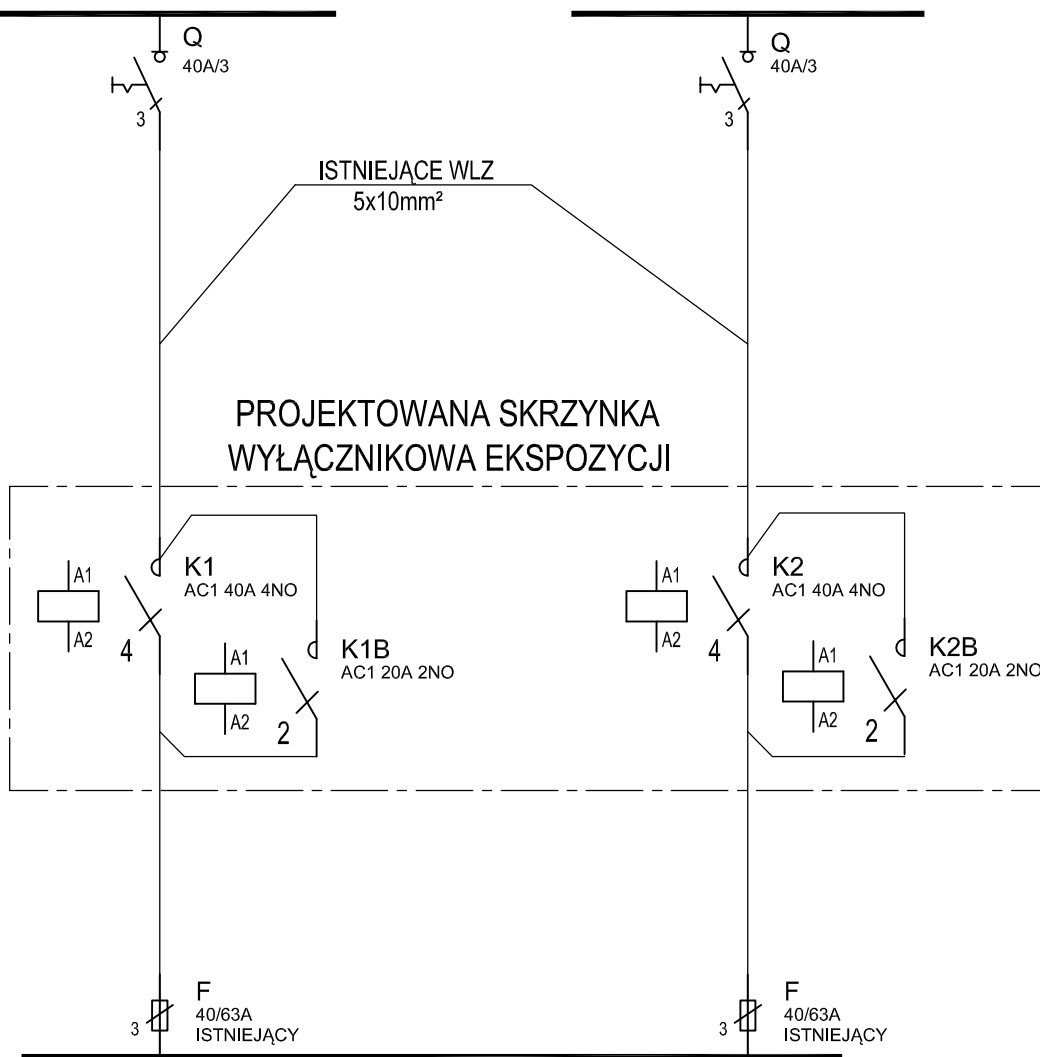 Q
40A/3
3
Q
40A/3
3
ISTNIEJĄCE WLZ
5x10mm²
PROJEKTOWANA SKRZYNKA
WYŁĄCZNIKOWA EKSPOZYCJI
A1
A2
4
K1
AC1 40A 4NO
A1
A2
2
K1B
AC1 20A 2NO
A1
A2
4
K2
AC1 40A 4NO
A1
A2
2
K2B
AC1 20A 2NO
3
F
40/63A
ISTNIEJĄCY
3
F
40/63A
ISTNIEJĄCY